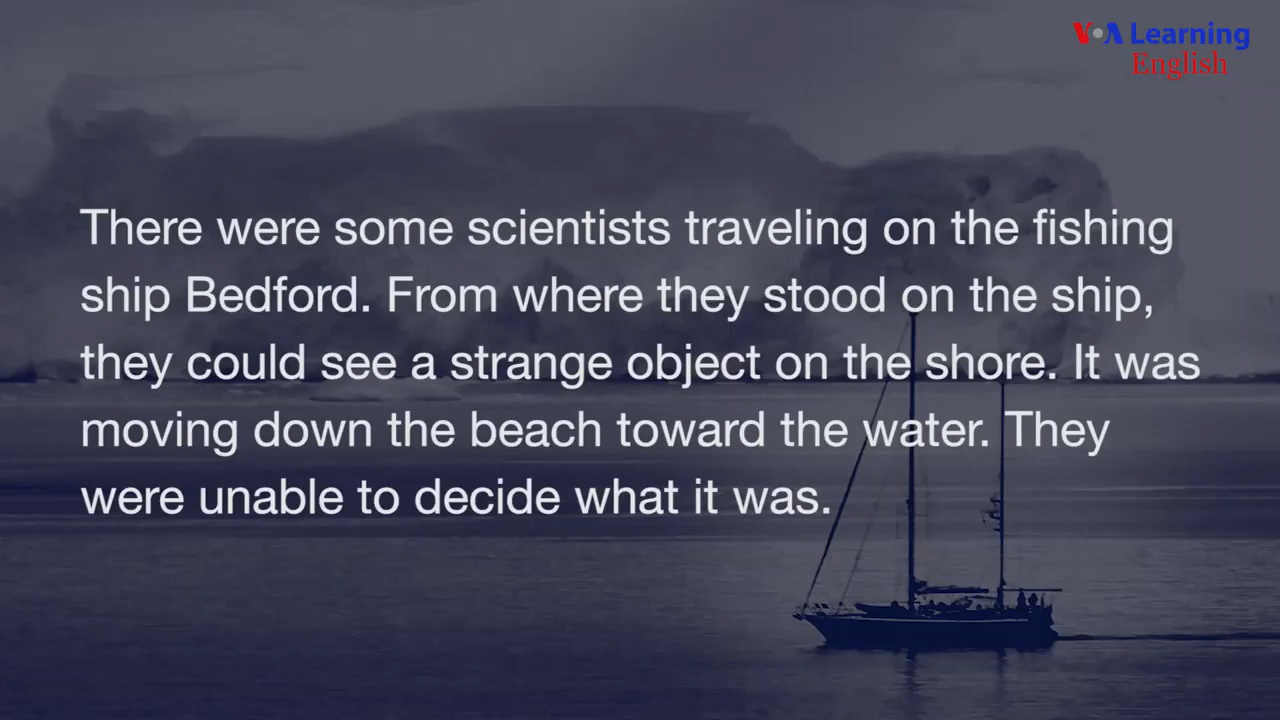 VOA Learning
English
There were some scientists traveling on the fishing
ship Bedford. From where they stood on the ship,
they could see a strange object on the shore. It was
moving down the beach toward the water. They
were unable to decide what it was.